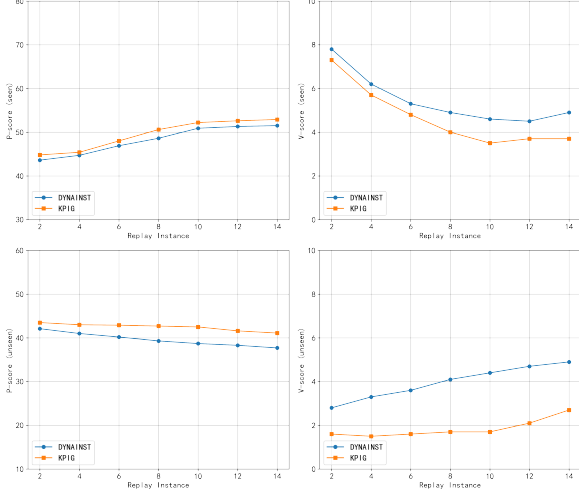 80
70
60
50
40
30
P-score (seen)
DYNAINST
KPIG
2 4 6 8 10 12 14
Replay Instance
10
8
6
4
2
0
V-score (seen)
DYNAINST
KPIG
2 4 6 8 10 12 14
Replay Instance
60
50
40
30
20
10
P-score (unseen)
DYNAINST
KPIG
2 4 6 8 10 12 14
Replay Instance
10
8
6
4
2
0
V-score (unseen)
DYNAINST
KPIG
2 4 6 8 10 12 14
Replay Instance